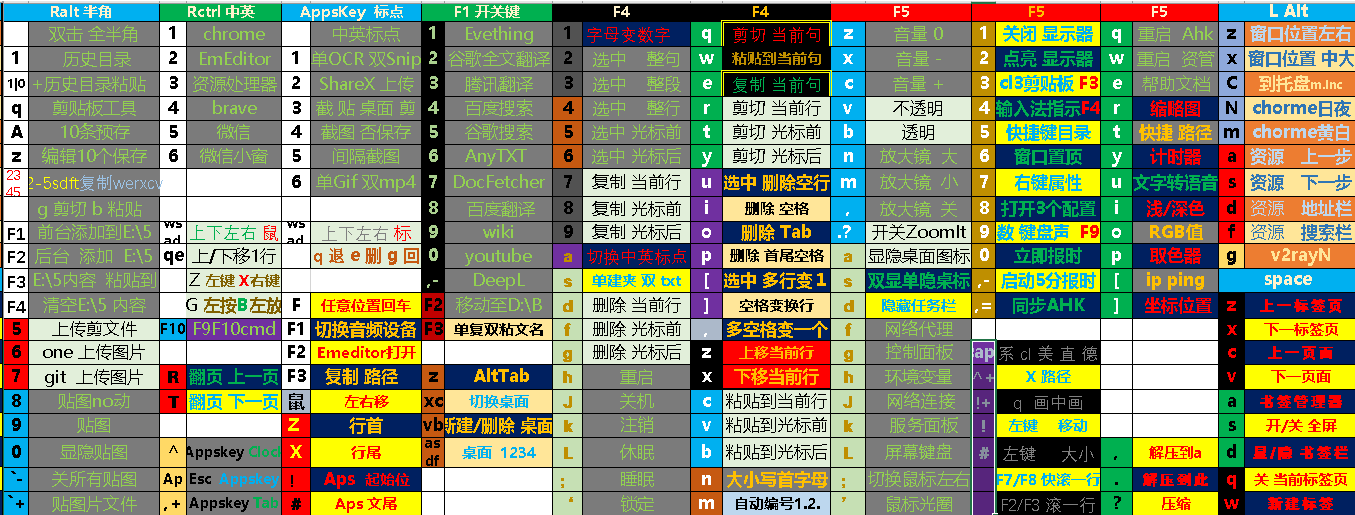 Ralt 半角 Rctrl 中英 AppsKey 标点 F1 开关键 F4 F4 F5 F5 F5 L Alt
双击 全半角 1 chrome 中英标点 1 Evething 1 字母变数字 q 剪切 当前句 z 音量 0 1 关闭 显示器 q 重启 Ahk z 窗口位置左右
历史目录 2 EmEditor 1 单OCR 双Snip 2 谷歌全文翻译 2 选中 整句 w 粘贴到当前句 x 音量 - 2 点亮 显示器 w 重启 资管 x 窗口位置 中大
1|0 +历史目录粘贴 3 资源处理器 2 ShareX 上传 3 腾讯翻译 3 选中 整段 e 复制 当前句 c 音量 + 3 cl3剪贴板 F3 e 帮助文档 C 到托盘m.Inc
q 剪贴板工具 4 brave 3 截 贴 桌面 剪 4 百度搜索 4 选中 整行 r 剪切 当前行 v 不透明 4 输入法指示F4 r 缩略图 N chorme日夜
A 10条预存 5 微信 4 截图 否保存 5 谷歌搜索 5 选中 光标前 t 剪切 光标前 b 透明 5 快捷键目录 t 快捷 路径 m chorme黄白
z 编辑10个保存 6 微信小窗 5 间隔截图 6 AnyTXT 6 选中 光标后 y 剪切 光标后 n 放大镜 大 6 窗口置顶 y 计时器 a 资源 上一步
23 45 2-5sdft复制werxcv 6 单Gif 双mp4 7 DocFetcher 7 复制 当前行 u 选中 删除空行 m 放大镜 小 7 右键属性 u 文字转语音 s 资源 下一步
g 剪切 b 粘贴 8 百度翻译 8 复制 光标前 i 删除 空格 , 放大镜 关 8 打开3个配置 i 浅/深色 d 资源 地址栏
F1 前台添加到E:\5 ws ad 上下左右 鼠 ws ad 上下左右 标 9 wiki 9 复制 光标后 o 删除 Tab .? 开关ZoomIt 9 数 键盘声 F9 o RGB值 f 资源 搜索栏
F2 后台 添加 E:\5 qe 上/下移1行 q 退 e 删 g 回 0 youtube a 切换中英标点 p 删除 首尾空格 a 显隐桌面图标 0 立即报时 p 取色器 g v2rayN
F3 E:\5内容 粘贴到 Z 左键 X右键 ,- DeepL s 单建夹 双 txt [ 选中 多行变 1 s 双显单隐桌标 - 启动5分报时 [ ip ping space
F4 清空E:\5 内容 G 左按B左放 F 任意位置回车 F2 移动至D:\B d 删除 当前行 ] 空格变换行 d 隐藏任务栏 ,= 同步AHK ] 坐标位置 z 上一标签页
5 上传剪文件 F10 F9F10cmd F1 切换音频设备 F3 单复双粘文名 f 删除 光标前 , 多空格变一个 f 网络代理 x 下一标签页
6 one 上传图片 F2 Emeditor打开 g 删除 光标后 z 上移当前行 g 控制面板 ap 系 cl 美 直 德 c 上一页面
7 git 上传图片 R 翻页 上一页 F3 复制 路径 z AltTab h 重启 x 下移当前行 h 环境变量 ^+ X 路径 v 下一页面
8 贴图no动 T 翻页 下一页 鼠 左右移 xc 切换桌面 J 关机 c 粘贴到当前行 J 网络连接 !+ q 画中画 a 书签管理器
9 贴图 Z 行首 vb 新建/删除 桌面 k 注销 v 粘贴到光标前 k 服务面板 ! 左键 移动 s 开/关 全屏
0 显隐贴图 ^ Appskey Clock X 行尾 as df 桌面 1234 L 休眠 b 粘贴到光标后 L 屏幕键盘 # 左键 大小 , 解压到a d 显/隐 书签栏
`- 关所有贴图 Ap Esc Appskey ! Aps 起始位 ; 睡眠 n 大小写首字母 ; 切换鼠标左右 F7/F8 快滚一行 . 解压到此 q 关 当前标签页
`+ 贴图片文件 ,+ Appskey Tab # Aps 文尾 ‘ 锁定 m 自动编号1.2. ’ 鼠标光圈 F2/F3 滚一行 ? 压缩 w 新建标签